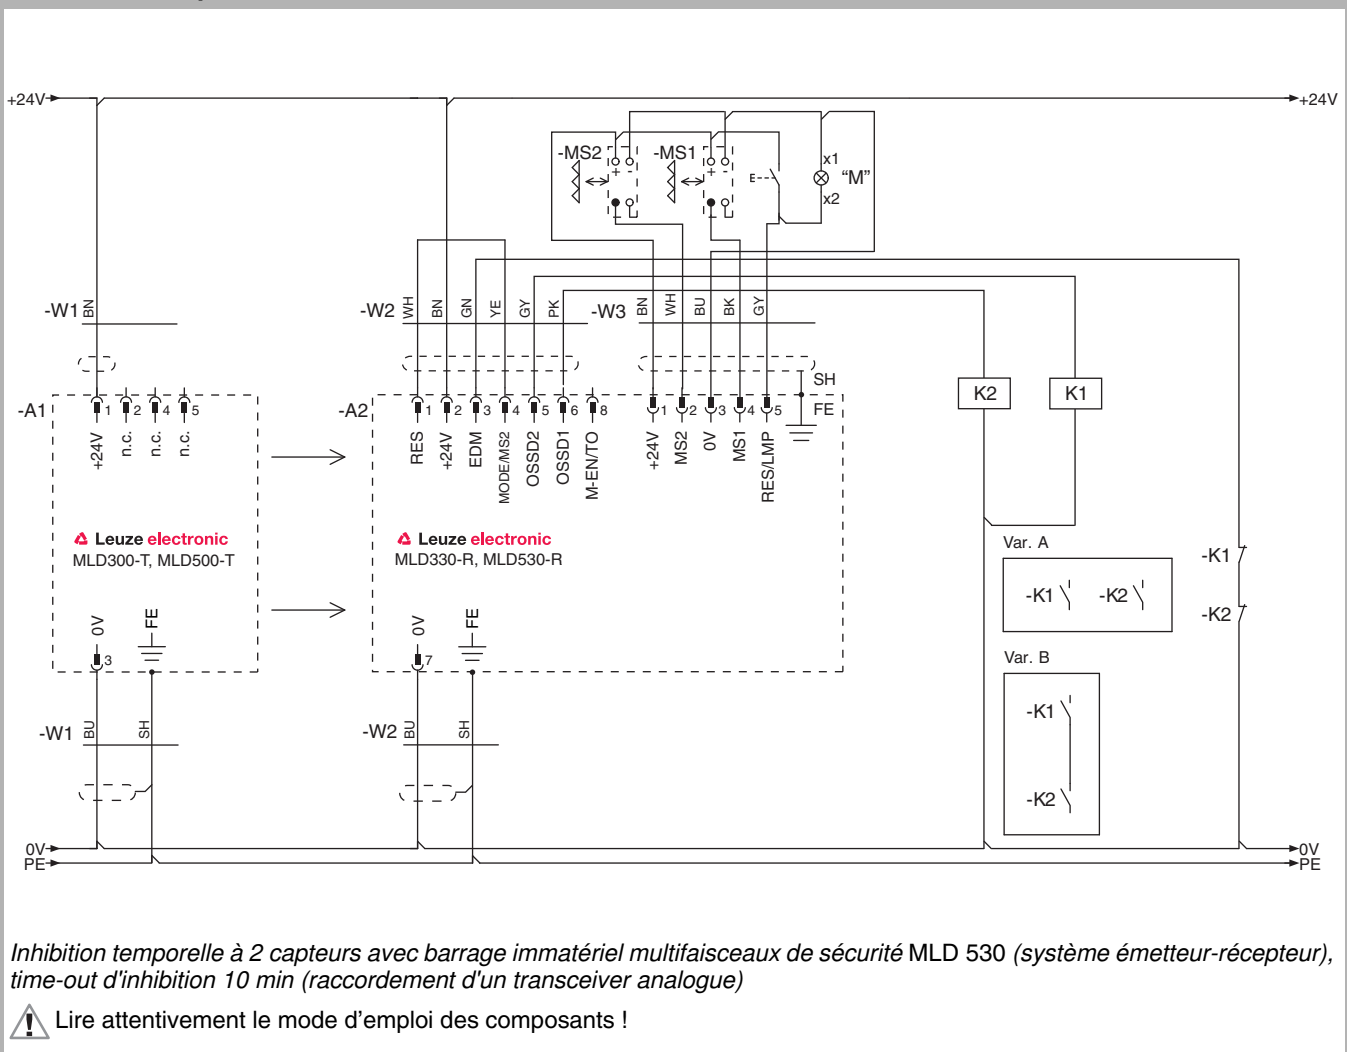 +24V +24V
-MS2 -MS1 x1 "M" x2
+ - + -
E
-W1 BN -W2 WH BN GN YE GY PK -W3 BN WH BU BK GY
SH
FE
K2 K1
-A1 1 2 4 5
+24V n.c. n.c. n.c.
-A2 1 2 3 4 5 6 8 1 2 3 4 5
RES +24V EDM MODE/MS2 OSSD2 OSSD1 M-EN/TO +24V MS2 0V MS1 RES/LMP
Leuze electronic
MLD300-T, MLD500-T
Leuze electronic
MLD330-R, MLD530-R
Var. A
-K1 -K2
-K1
-K2
0V FE
3
0V FE
7
Var. B
-K1
-K2
-W1 BU SH
-W2 BU SH
0V 0V
PE PE
Inhibition temporelle à 2 capteurs avec barrage immatériel multifaisceaux de sécurité MLD 530 (système émetteur-récepteur),
time-out d'inhibition 10 min (raccordement d'un transceiver analogue)
Lire attentivement le mode d'emploi des composants !